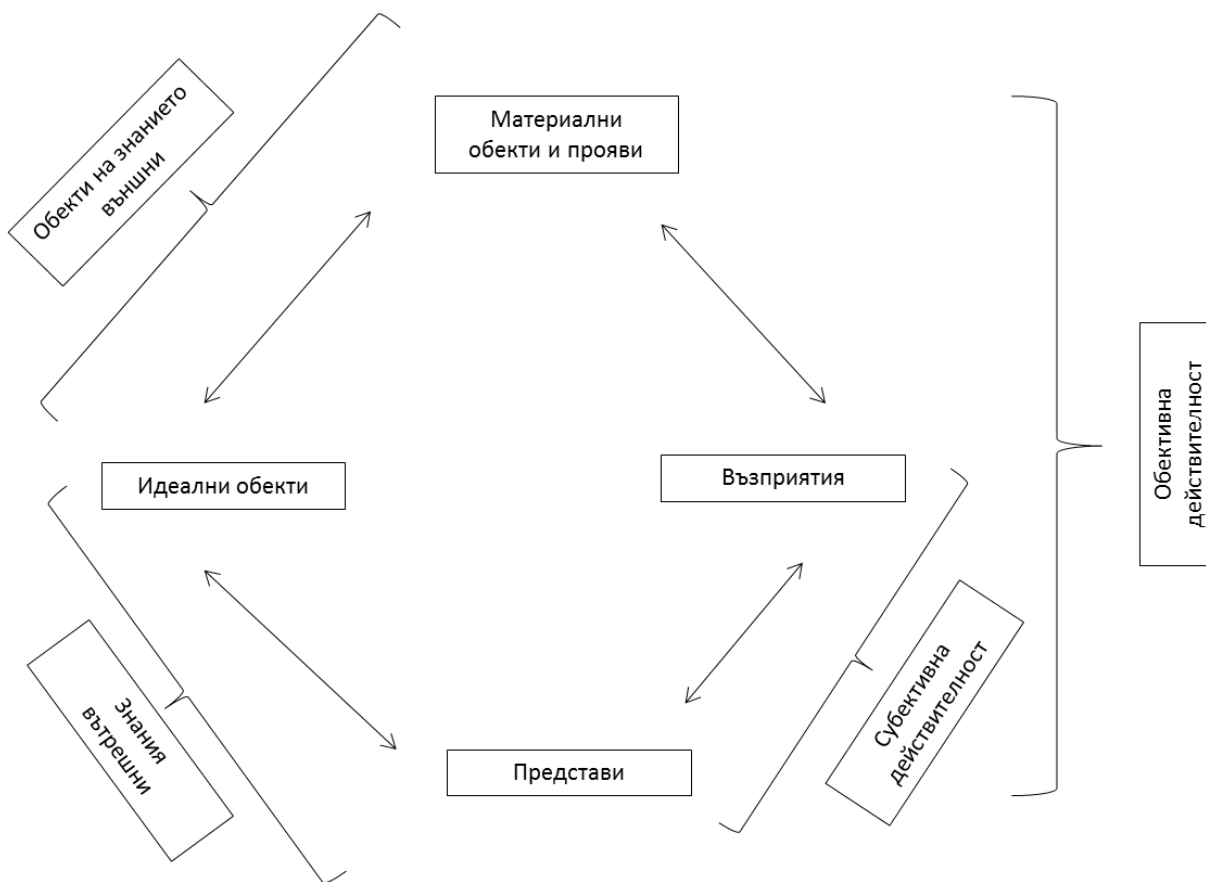 Обекти на знанието
външни
Материални
обекти и прояви
Идеални обекти
Възприятия
Обективна
действителност
Знания
вътрешни
Представи
Субективна
действителност